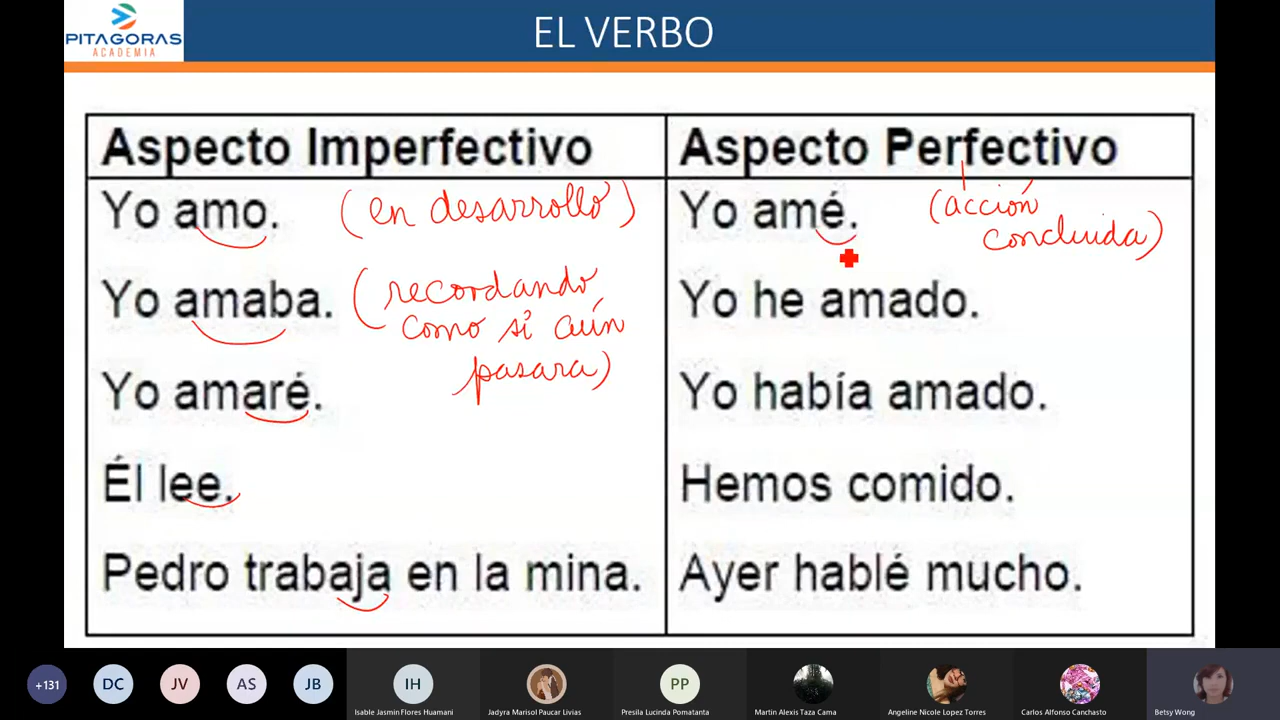 PITAGORAS
ACADEMIA
EL VERBO
Aspecto Imperfectivo
Aspecto Perfectivo
Yo amo. (en desarrollo)
Yo amé. (acción
concluida)
Yo amaba. (recordando
como si aún
pasara)
Yo he amado.
Yo amaré.
Yo había amado.
Él lee.
Hemos comido.
Pedro trabaja en la mina.
Ayer hablé mucho.
+131
DC
JV
AS
JB
IH
PP
Isable Jasmin Flores Huamani
Jadyra Marisol Paucar Livias
Presila Lucinda Pomatanta
Martin Alexis Taza Cama
Angeline Nicole Lopez Torres
Carlos Alfonso Canchasto
Betsy Wong